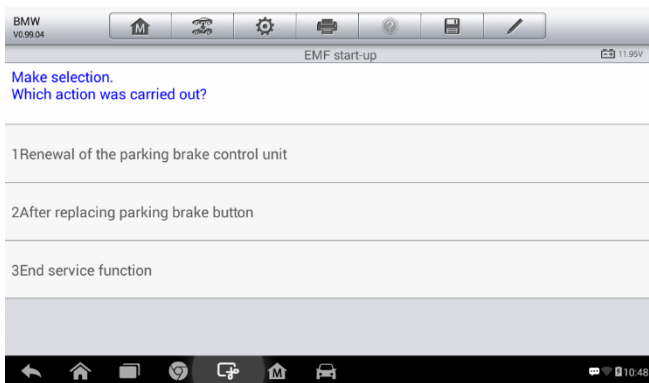 BMW
V0.99.04
M
?
EMF start-up
11.95V
Make selection.
Which action was carried out?
1Renewal of the parking brake control unit
2After replacing parking brake button
3End service function
M
10:48